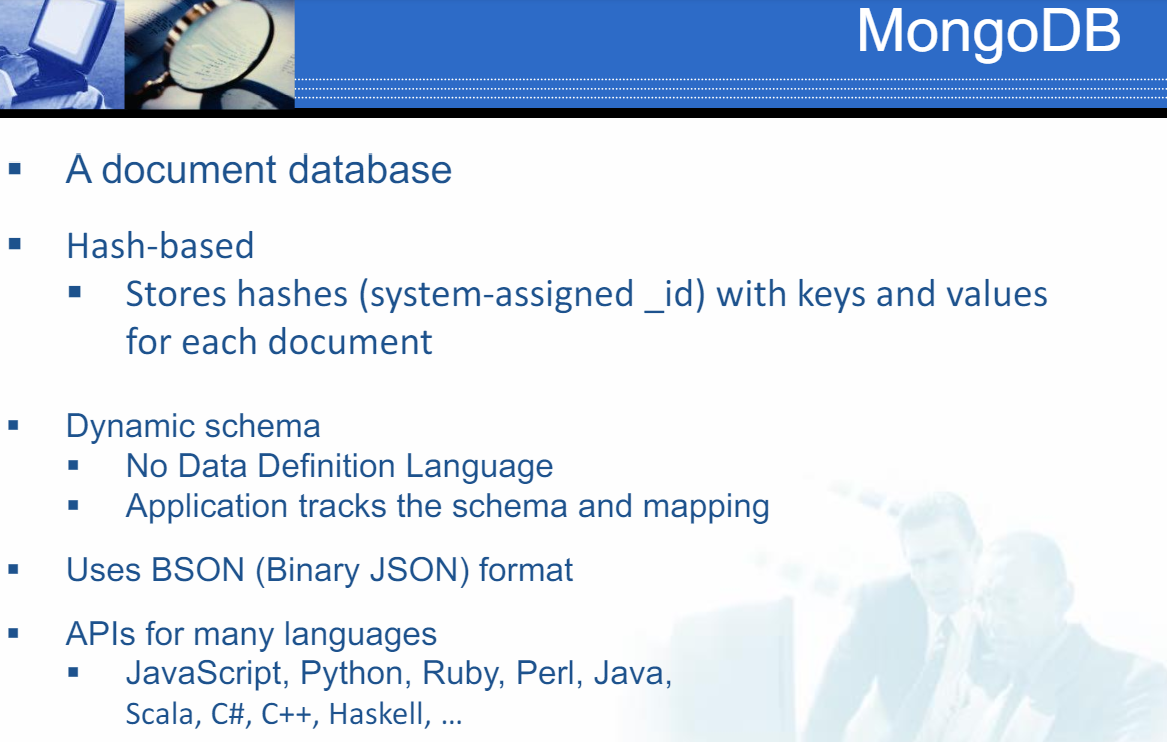 MongoDB
▪ A document database
▪ Hash-based
▪ Stores hashes (system-assigned _id) with keys and values
for each document
▪ Dynamic schema
▪ No Data Definition Language
▪ Application tracks the schema and mapping
▪ Uses BSON (Binary JSON) format
▪ APIs for many languages
▪ JavaScript, Python, Ruby, Perl, Java,
Scala, C#, C++, Haskell, …